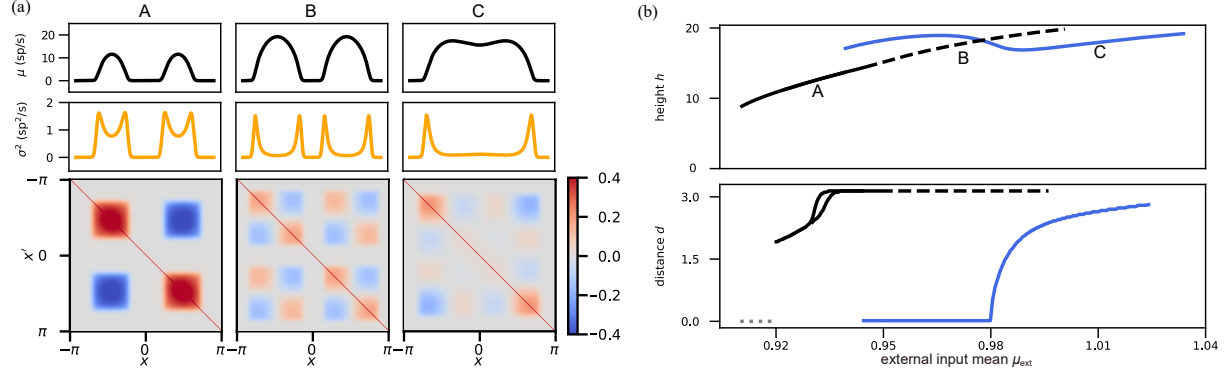 (a)
A
B
C
μ (sp/s)
20
10
0
σ² (sp²/s)
2
1
0
−π
x′ 0
π
−π
0
π
x
−π
0
π
x
−π
0
π
x
0.4
0.2
0.0
−0.2
−0.4
(b)
height h
20
10
0
A
B
C
distance d
3.0
1.5
0.0
0.92
0.95
0.98
1.01
1.04
external input mean μext